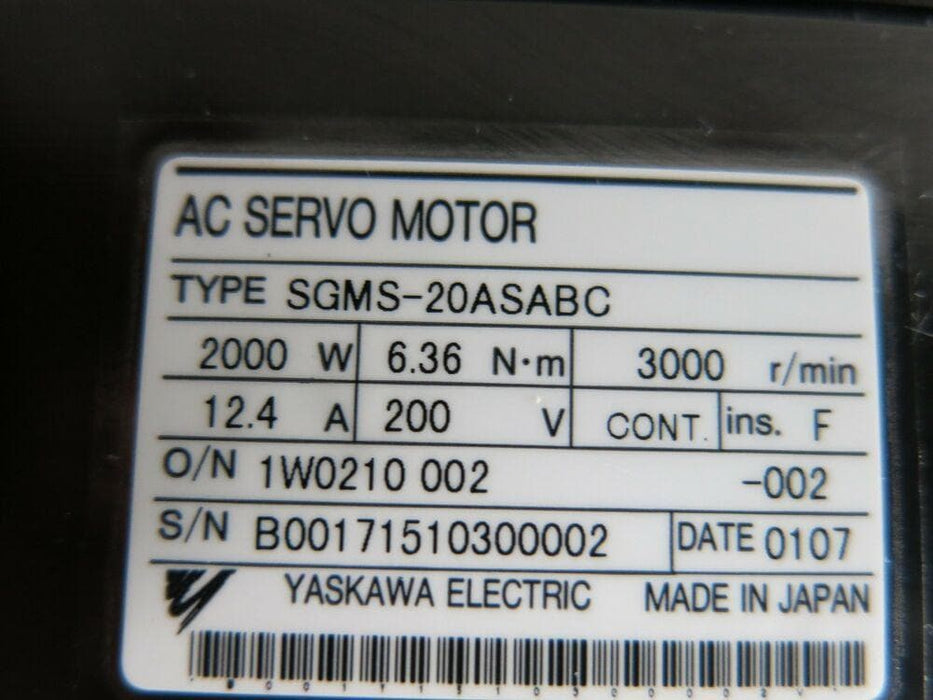 AC SERVO MOTOR
TYPE SGMS-20ASABC
2000 W 6.36 N·m 3000 r/min
12.4 A 200 V CONT. ins. F
O/N 1W0210 002 -002
S/N B00171510300002 DATE 0107
YASKAWA ELECTRIC MADE IN JAPAN